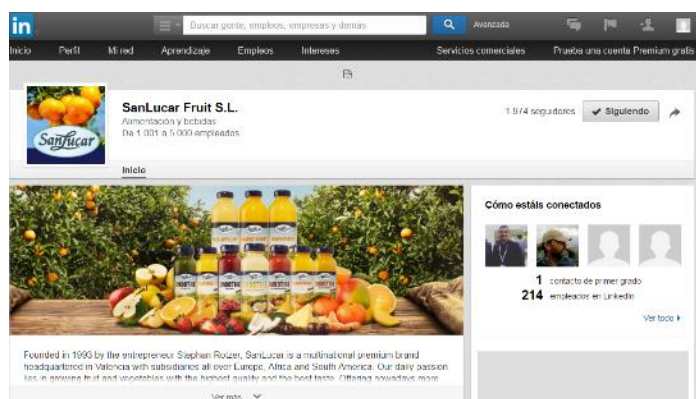 in
Buscar gente, empleos, empresas y demás
Avanzada
Inicio Perfil Mi red Aprendizaje Empleos Intereses Servicios comerciales Prueba una cuenta Premium gratis
SanLucar
SanLucar Fruit S.L.
Alimentación y bebidas
De 1.001 a 5.000 empleados
1.974 seguidores
Siguiendo
Inicio
Cómo estáis conectados
1 contacto de primer grado
214 empleados en LinkedIn
Ver todo
Founded in 1993 by the entrepreneur Stephan Rötzer, SanLucar is a multinational premium brand
headquartered in Valencia with subsidiaries all over Europe, Africa and South America. Our daily passion
lies in growing fruit and vegetables with the highest quality and the best taste. Offering nowadays more
Ver más